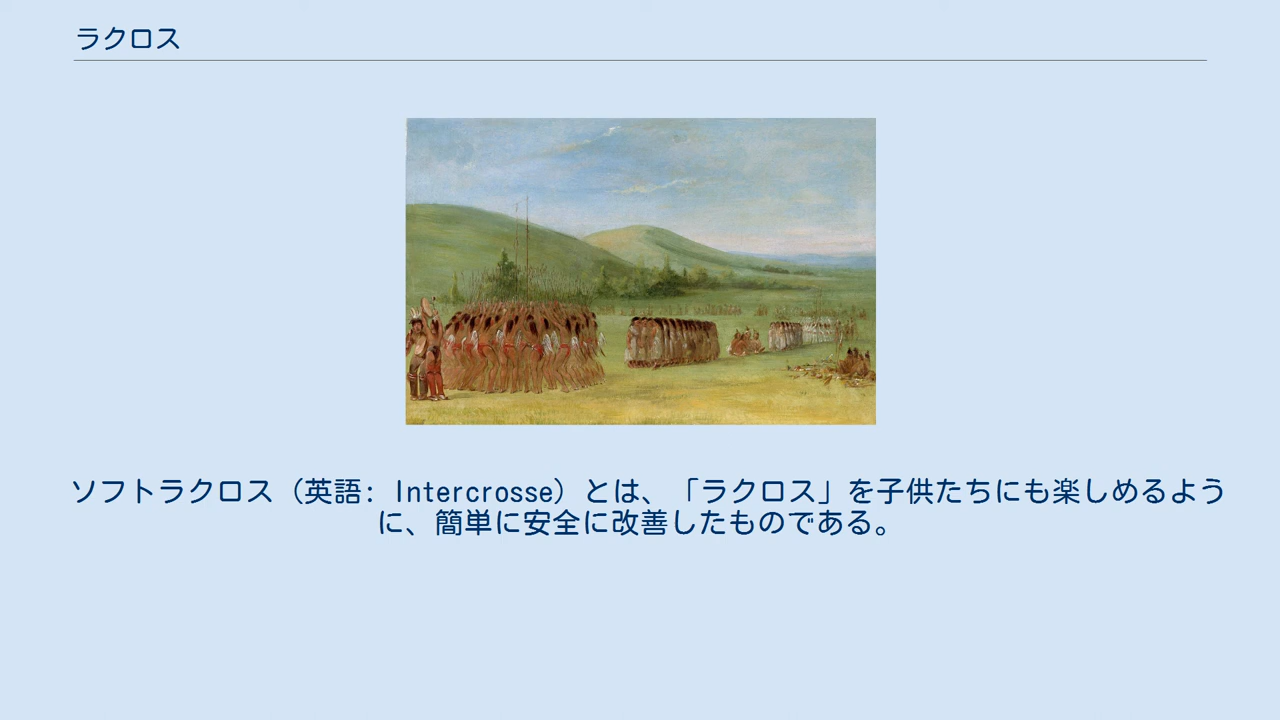 ラクロス
ソフトラクロス（英語: Intercrosse）とは、「ラクロス」を子供たちにも楽しめるよう
に、簡単に安全に改善したものである。